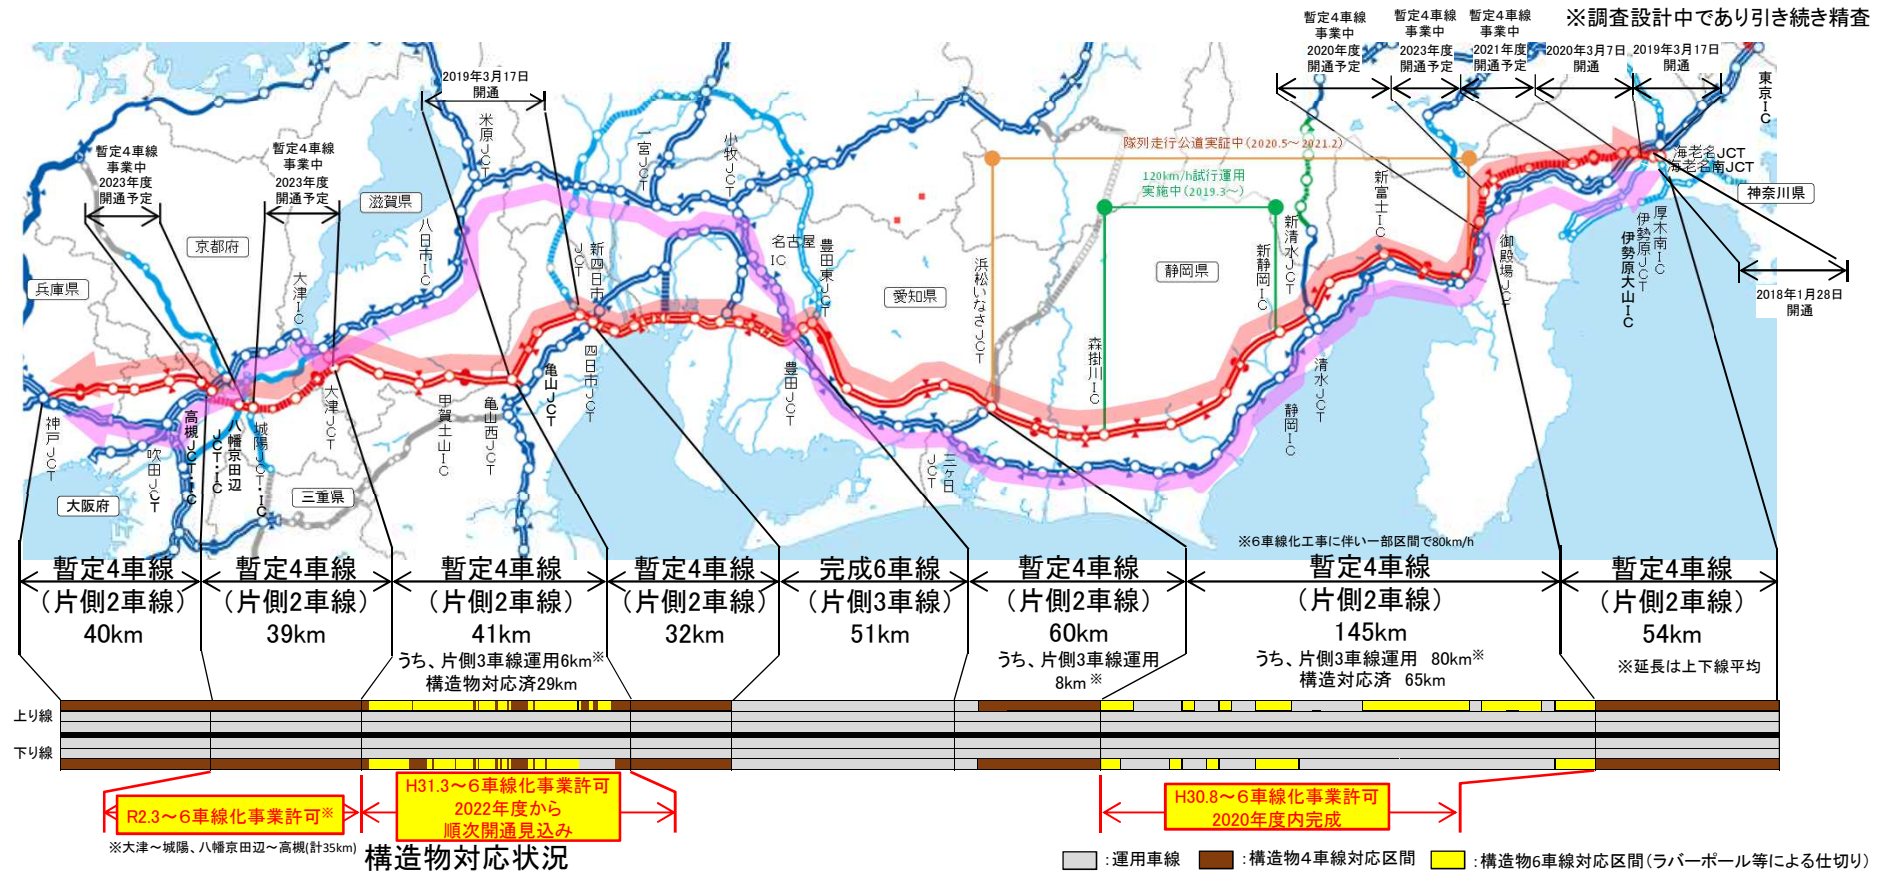 ※調査設計中であり引き続き精査
暫定4車線
事業中
2020年度
開通予定
暫定4車線
事業中
2023年度
開通予定
暫定4車線
事業中
2021年度
開通予定
2020年3月7日
開通
2019年3月17日
開通
東京IC
2019年3月17日
開通
暫定4車線
事業中
2023年度
開通予定
暫定4車線
事業中
2023年度
開通予定
隊列走行公道実証中(2020.5～2021.2)
120km/h試行運用
実施中(2019.3～)
兵庫県
京都府
滋賀県
大阪府
三重県
愛知県
静岡県
神奈川県
米原JCT
一宮JCT
小牧JCT
八日市IC
大津IC
新四日市
JCT
名古屋
IC
豊田東JCT
浜松いなさJCT
森掛川IC
新静岡IC
新清水JCT
新富士IC
御殿場JCT
海老名JCT
海老名南JCT
厚木南IC
伊勢原JCT
伊勢原大山IC
2018年1月28日
開通
神戸JCT
吹田JCT
高槻JCT・IC
八幡京田辺
JCT・IC
城陽JCT・IC
大津JCT
甲賀土山IC
亀山西JCT
亀山JCT
四日市JCT
豊田JCT
三ヶ日
JCT
静岡IC
清水JCT
※6車線化工事に伴い一部区間で80km/h
暫定4車線
(片側2車線)
40km
暫定4車線
(片側2車線)
39km
暫定4車線
(片側2車線)
41km
うち、片側3車線運用6km※
構造物対応済29km
暫定4車線
(片側2車線)
32km
完成6車線
(片側3車線)
51km
暫定4車線
(片側2車線)
60km
うち、片側3車線運用
8km※
暫定4車線
(片側2車線)
145km
うち、片側3車線運用 80km※
構造物対応済 65km
暫定4車線
(片側2車線)
54km
※延長は上下線平均
上り線
下り線
R2.3～6車線化事業許可※
※大津～城陽、八幡京田辺～高槻(計35km)
H31.3～6車線化事業許可
2022年度から
順次開通見込み
H30.8～6車線化事業許可
2020年度内完成
構造物対応状況
:運用車線
:構造物4車線対応区間
:構造物6車線対応区間(ラバーポール等による仕切り)